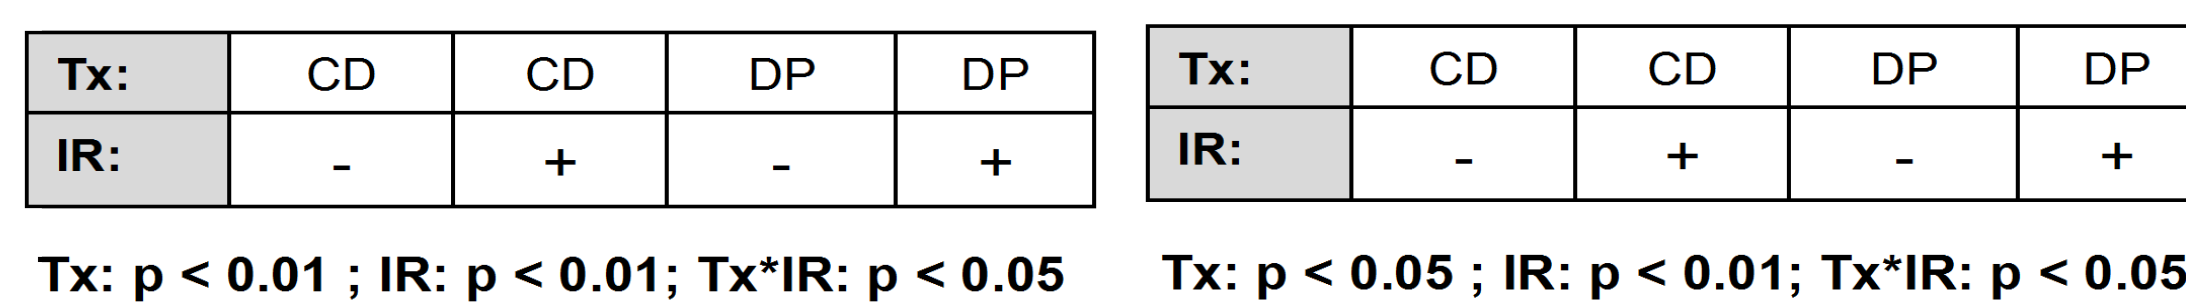 Tx: CD CD DP DP
IR: - + - +
Tx: p < 0.01 ; IR: p < 0.01; Tx*IR: p < 0.05
Tx: CD CD DP DP
IR: - + - +
Tx: p < 0.05 ; IR: p < 0.01; Tx*IR: p < 0.05